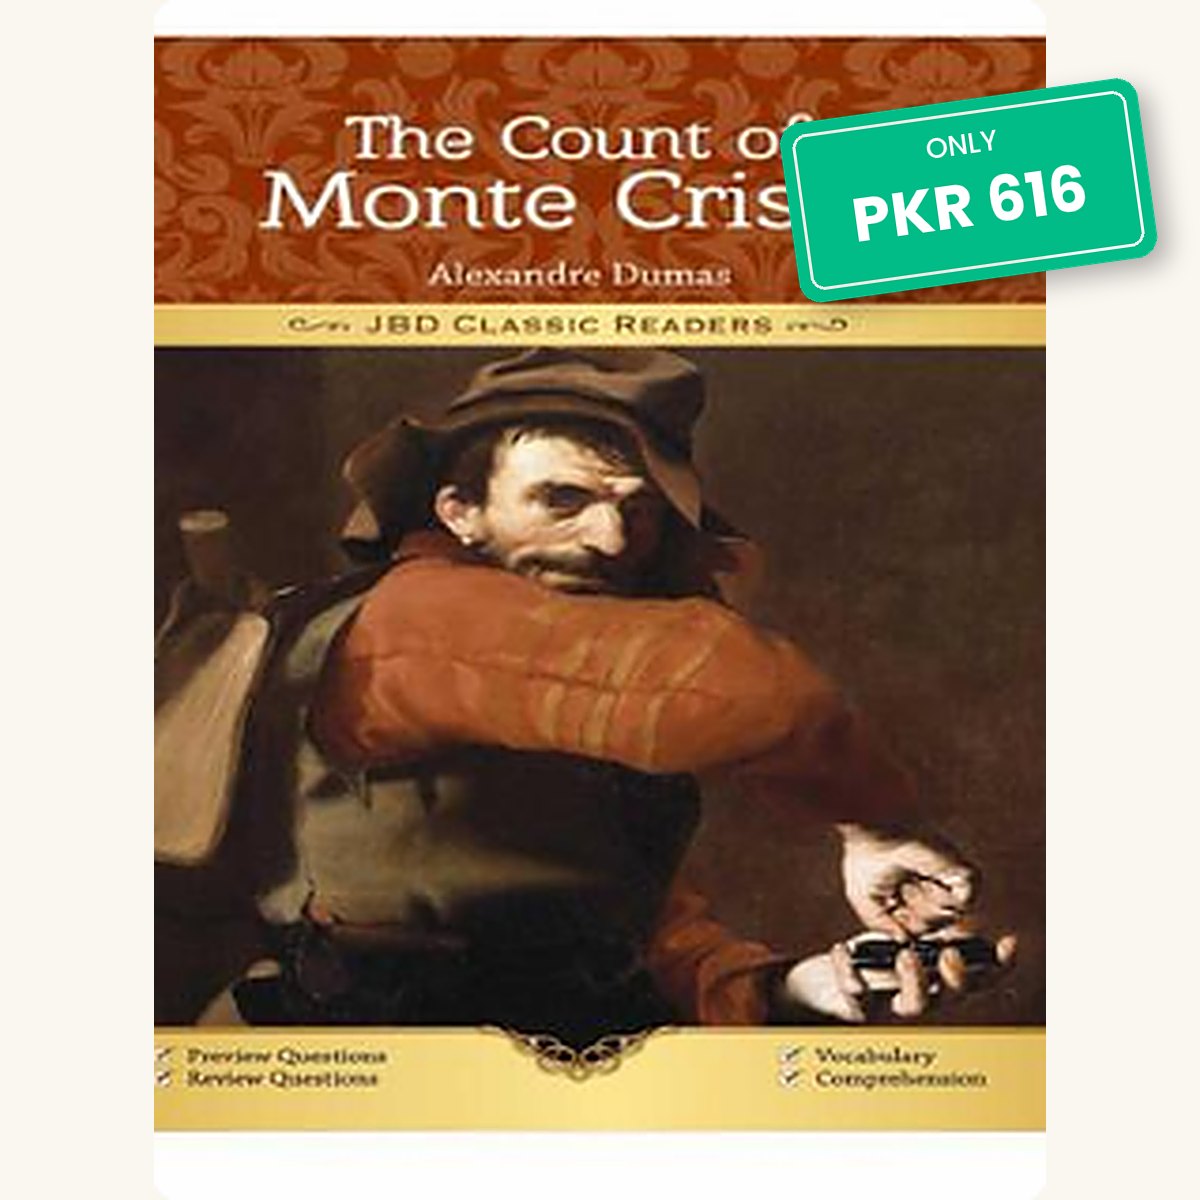 The Count of
Monte Cris
ONLY
PKR 616
Alexandre Dumas
JBD CLASSIC READERS
✓ Preview Questions
✓ Review Questions
✓ Vocabulary
✓ Comprehension